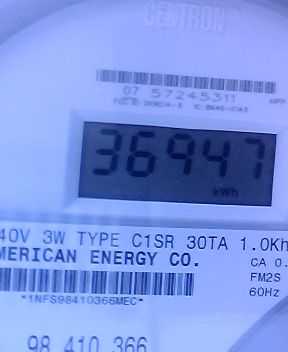 CENTRON®
07 57245311
36947
kWh
40V 3W TYPE C1SR 30TA 1.0Kh
MERICAN ENERGY CO.
CA 0.
FM2S
60Hz
*1NFS98410366MEC*
98 410 366